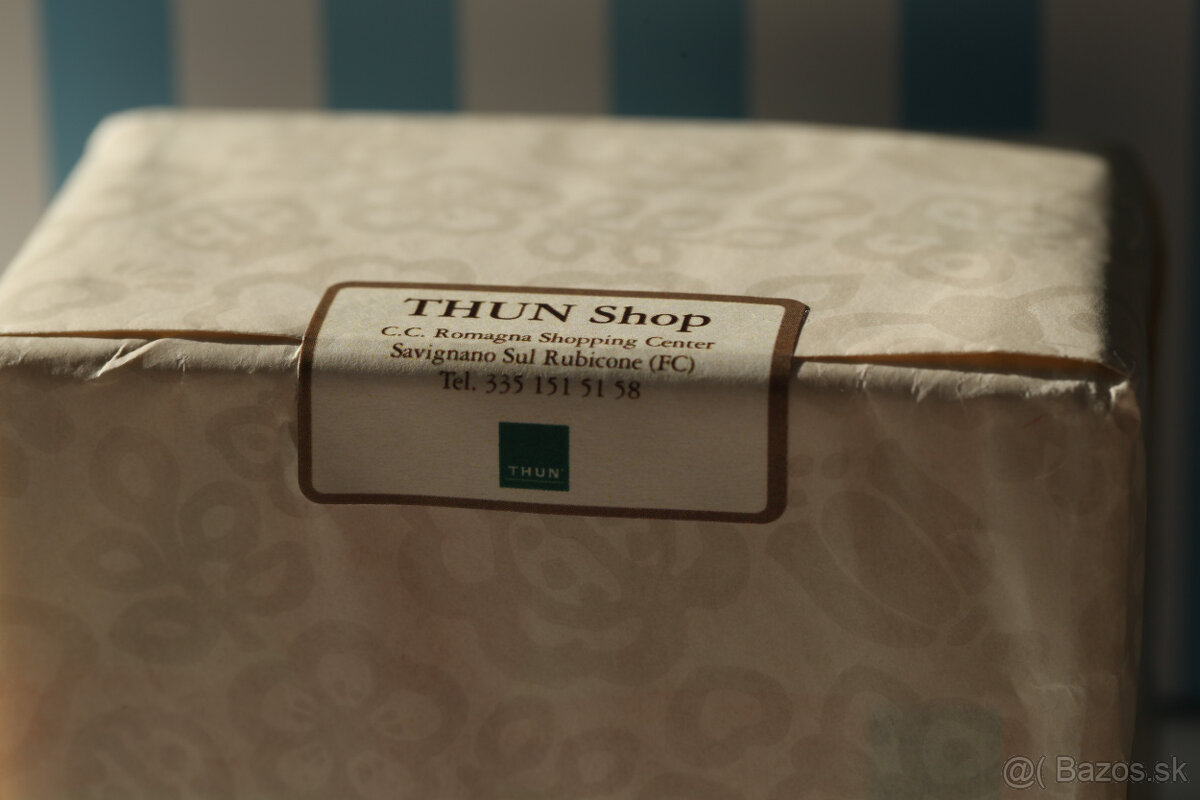 THUN Shop
C.C. Romagna Shopping Center
Savignano Sul Rubicone (FC)
Tel. 335 151 51 58
THUN
@( Bazos.sk